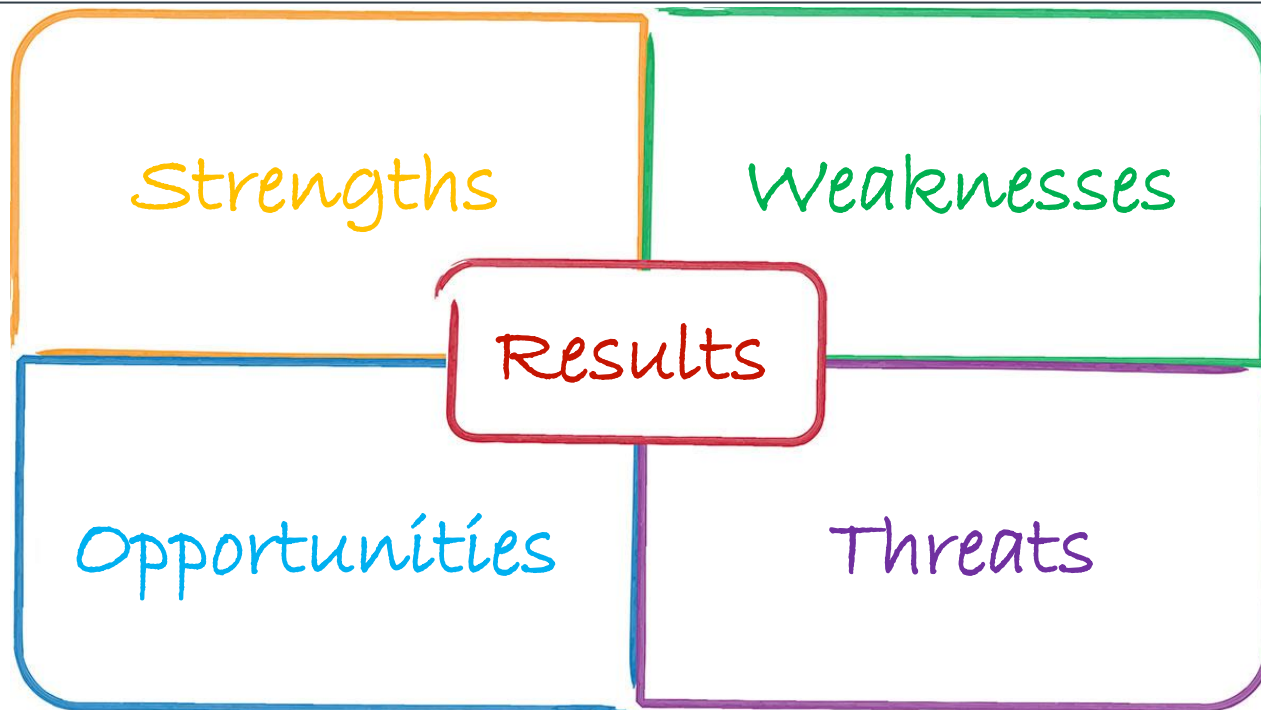 Strengths
Weaknesses
Results
Opportunities
Threats